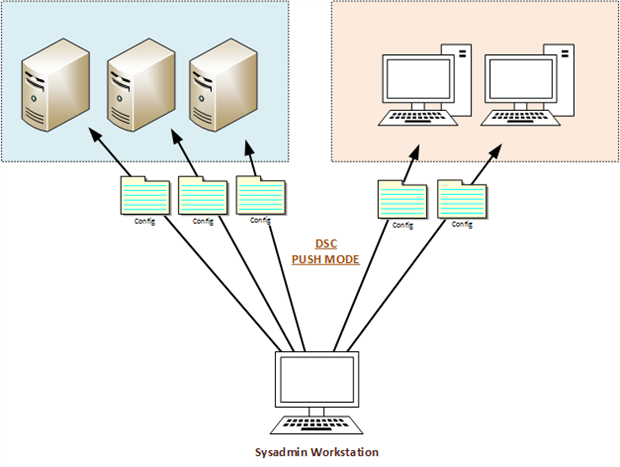 Config
Config
Config
Config
Config
DSC
PUSH MODE
Sysadmin Workstation